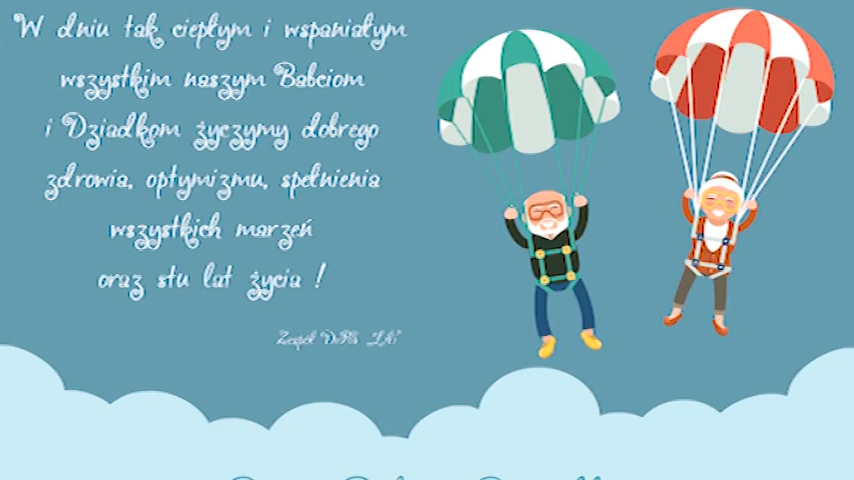 W dniu tak ciepłym i wspaniałym
wszystkim naszym Babciom
i Dziadkom życzymy dobrego
zdrowia, optymizmu, spełnienia
wszystkich marzeń
oraz stu lat życia !
Zespół